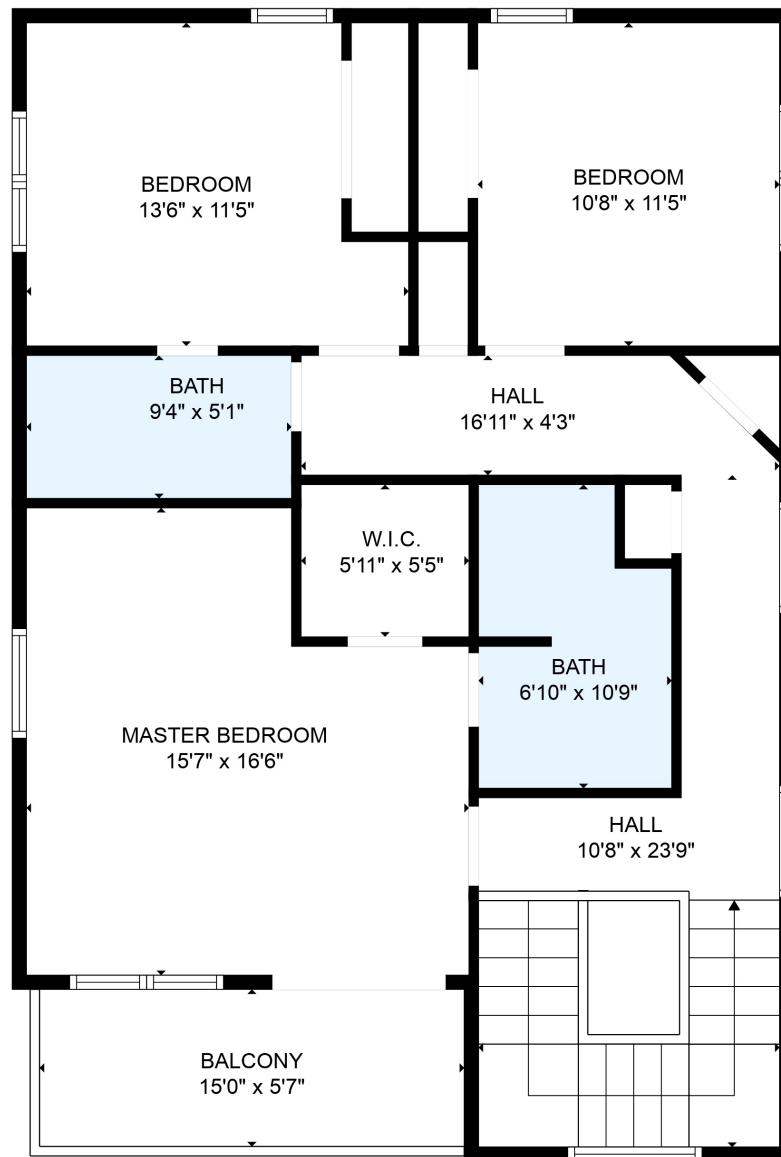 BEDROOM
13'6" x 11'5"
BEDROOM
10'8" x 11'5"
BATH
9'4" x 5'1"
HALL
16'11" x 4'3"
W.I.C.
5'11" x 5'5"
BATH
6'10" x 10'9"
MASTER BEDROOM
15'7" x 16'6"
HALL
10'8" x 23'9"
BALCONY
15'0" x 5'7"